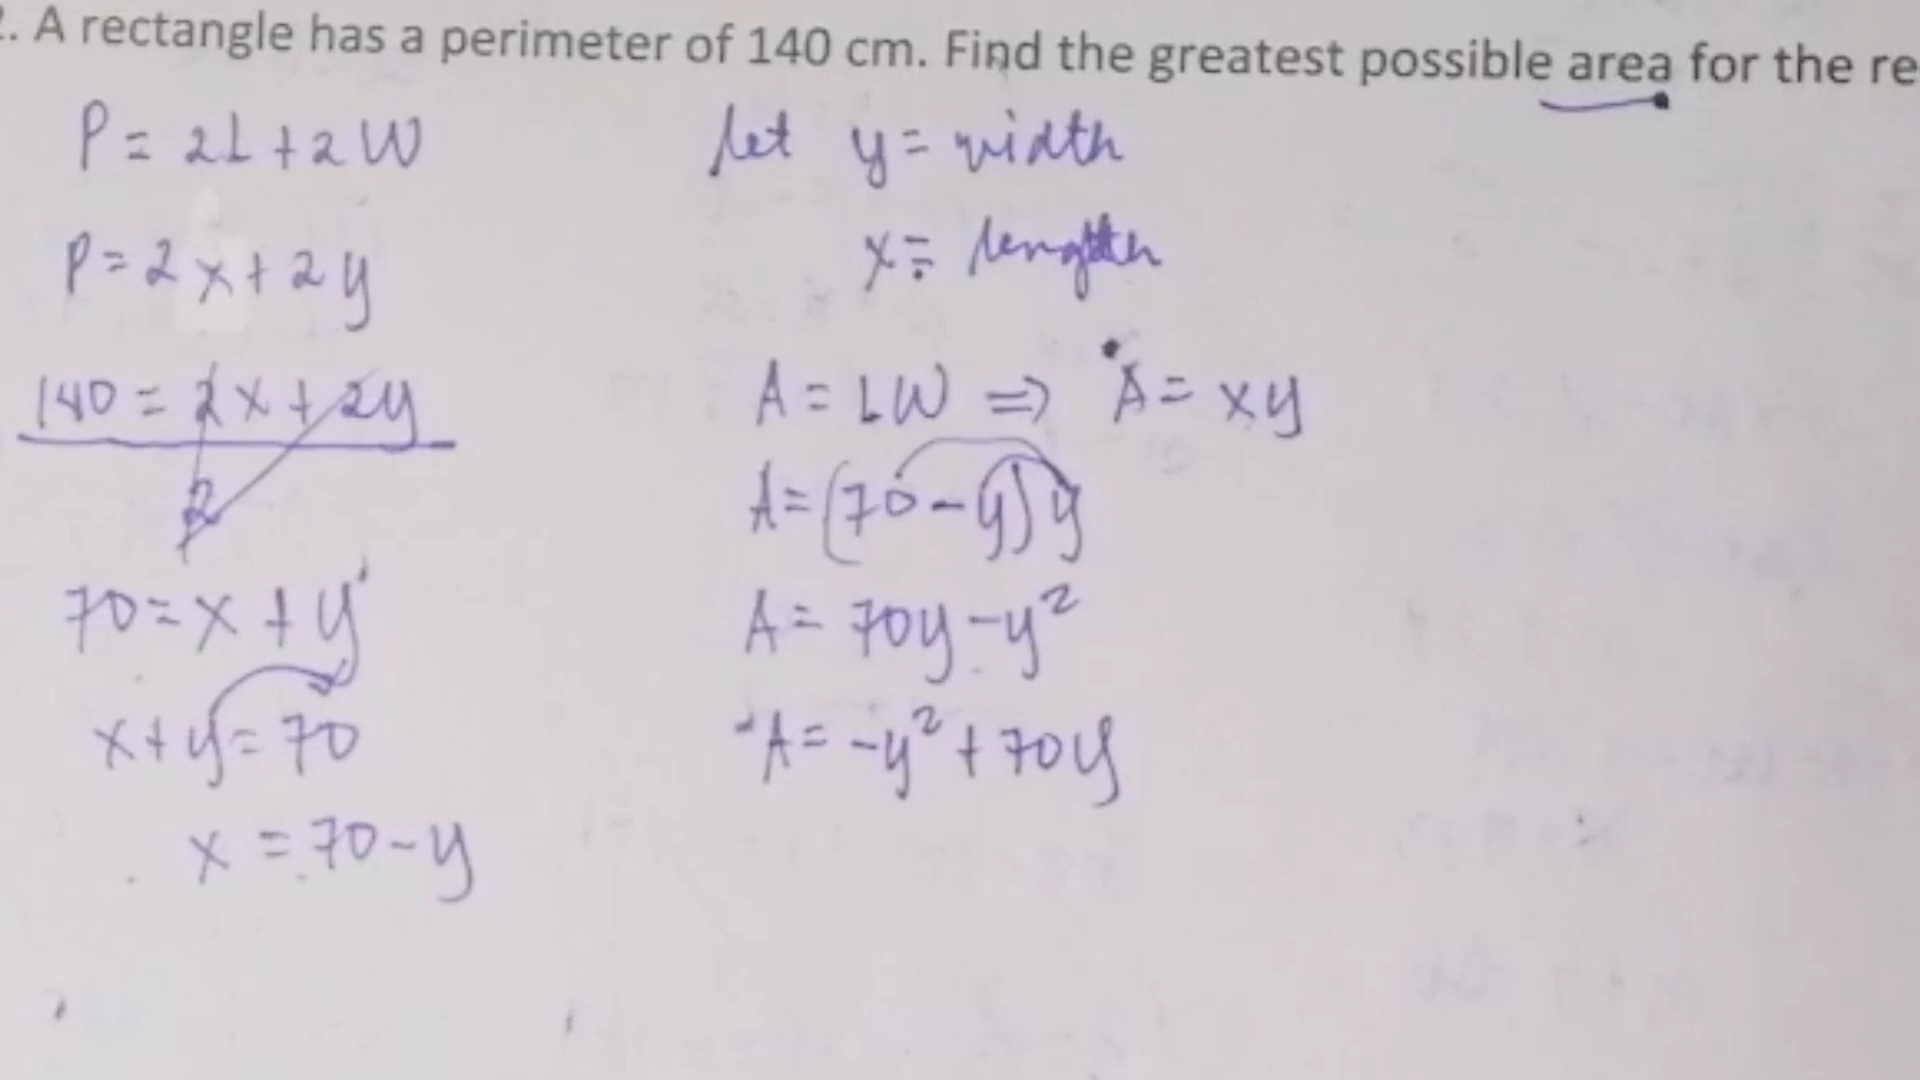 . A rectangle has a perimeter of 140 cm. Find the greatest possible area for the re
P = 2L + 2W
P = 2x + 2y
140 = 2x + 2y
2
70 = x + y
x + y = 70
x = 70 - y
let y = width
x = length
A = LW ⇒ A = xy
A = (70 - y) y
A = 70y - y²
A = -y² + 70y